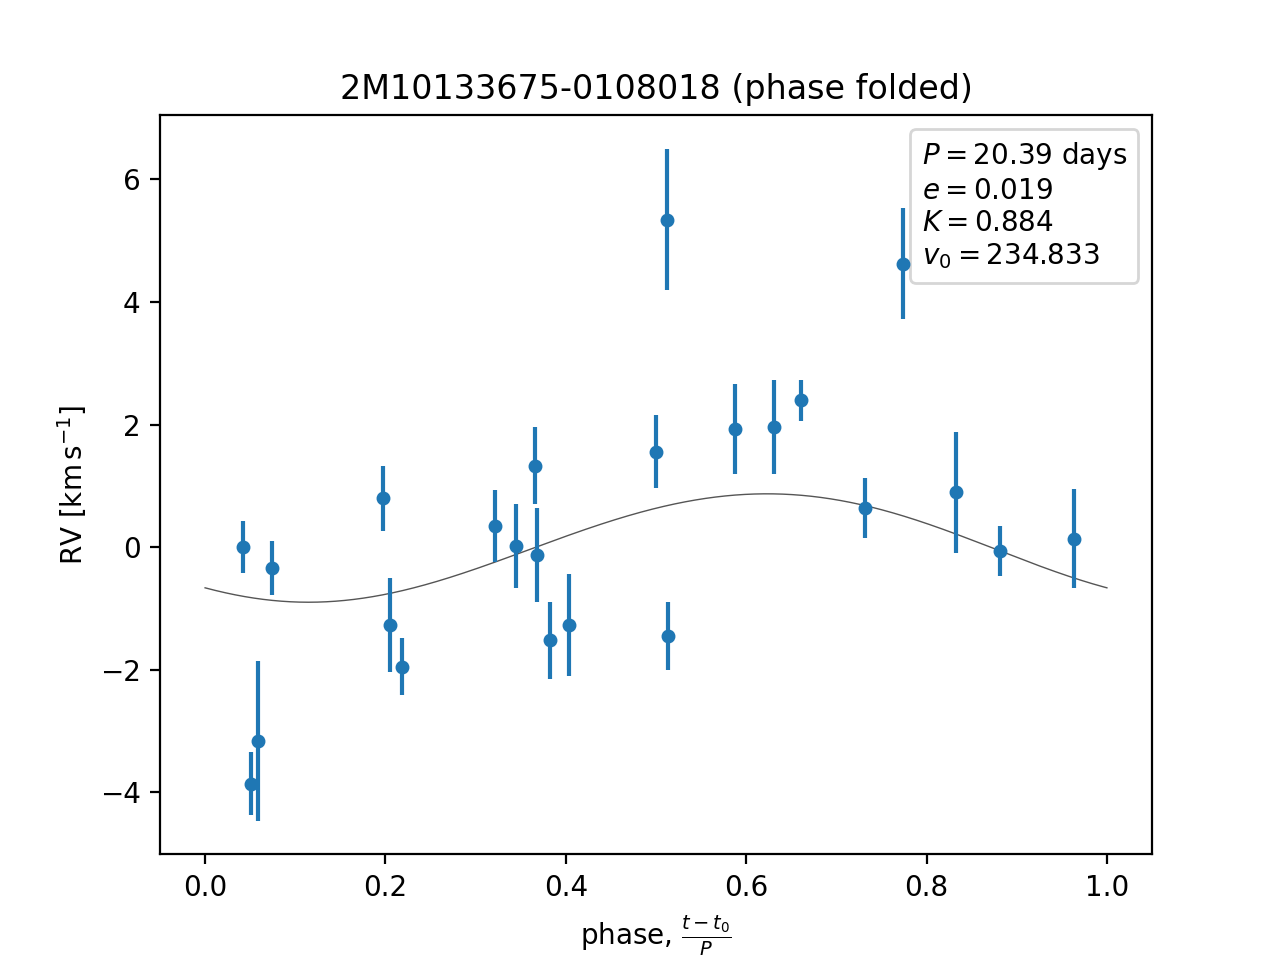 2M10133675-0108018 (phase folded)
P = 20.39 days
e = 0.019
K = 0.884
v₀ = 234.833
6
4
2
0
−2
−4
RV [km s⁻¹]
0.0 0.2 0.4 0.6 0.8 1.0
phase, (t − t₀)/P